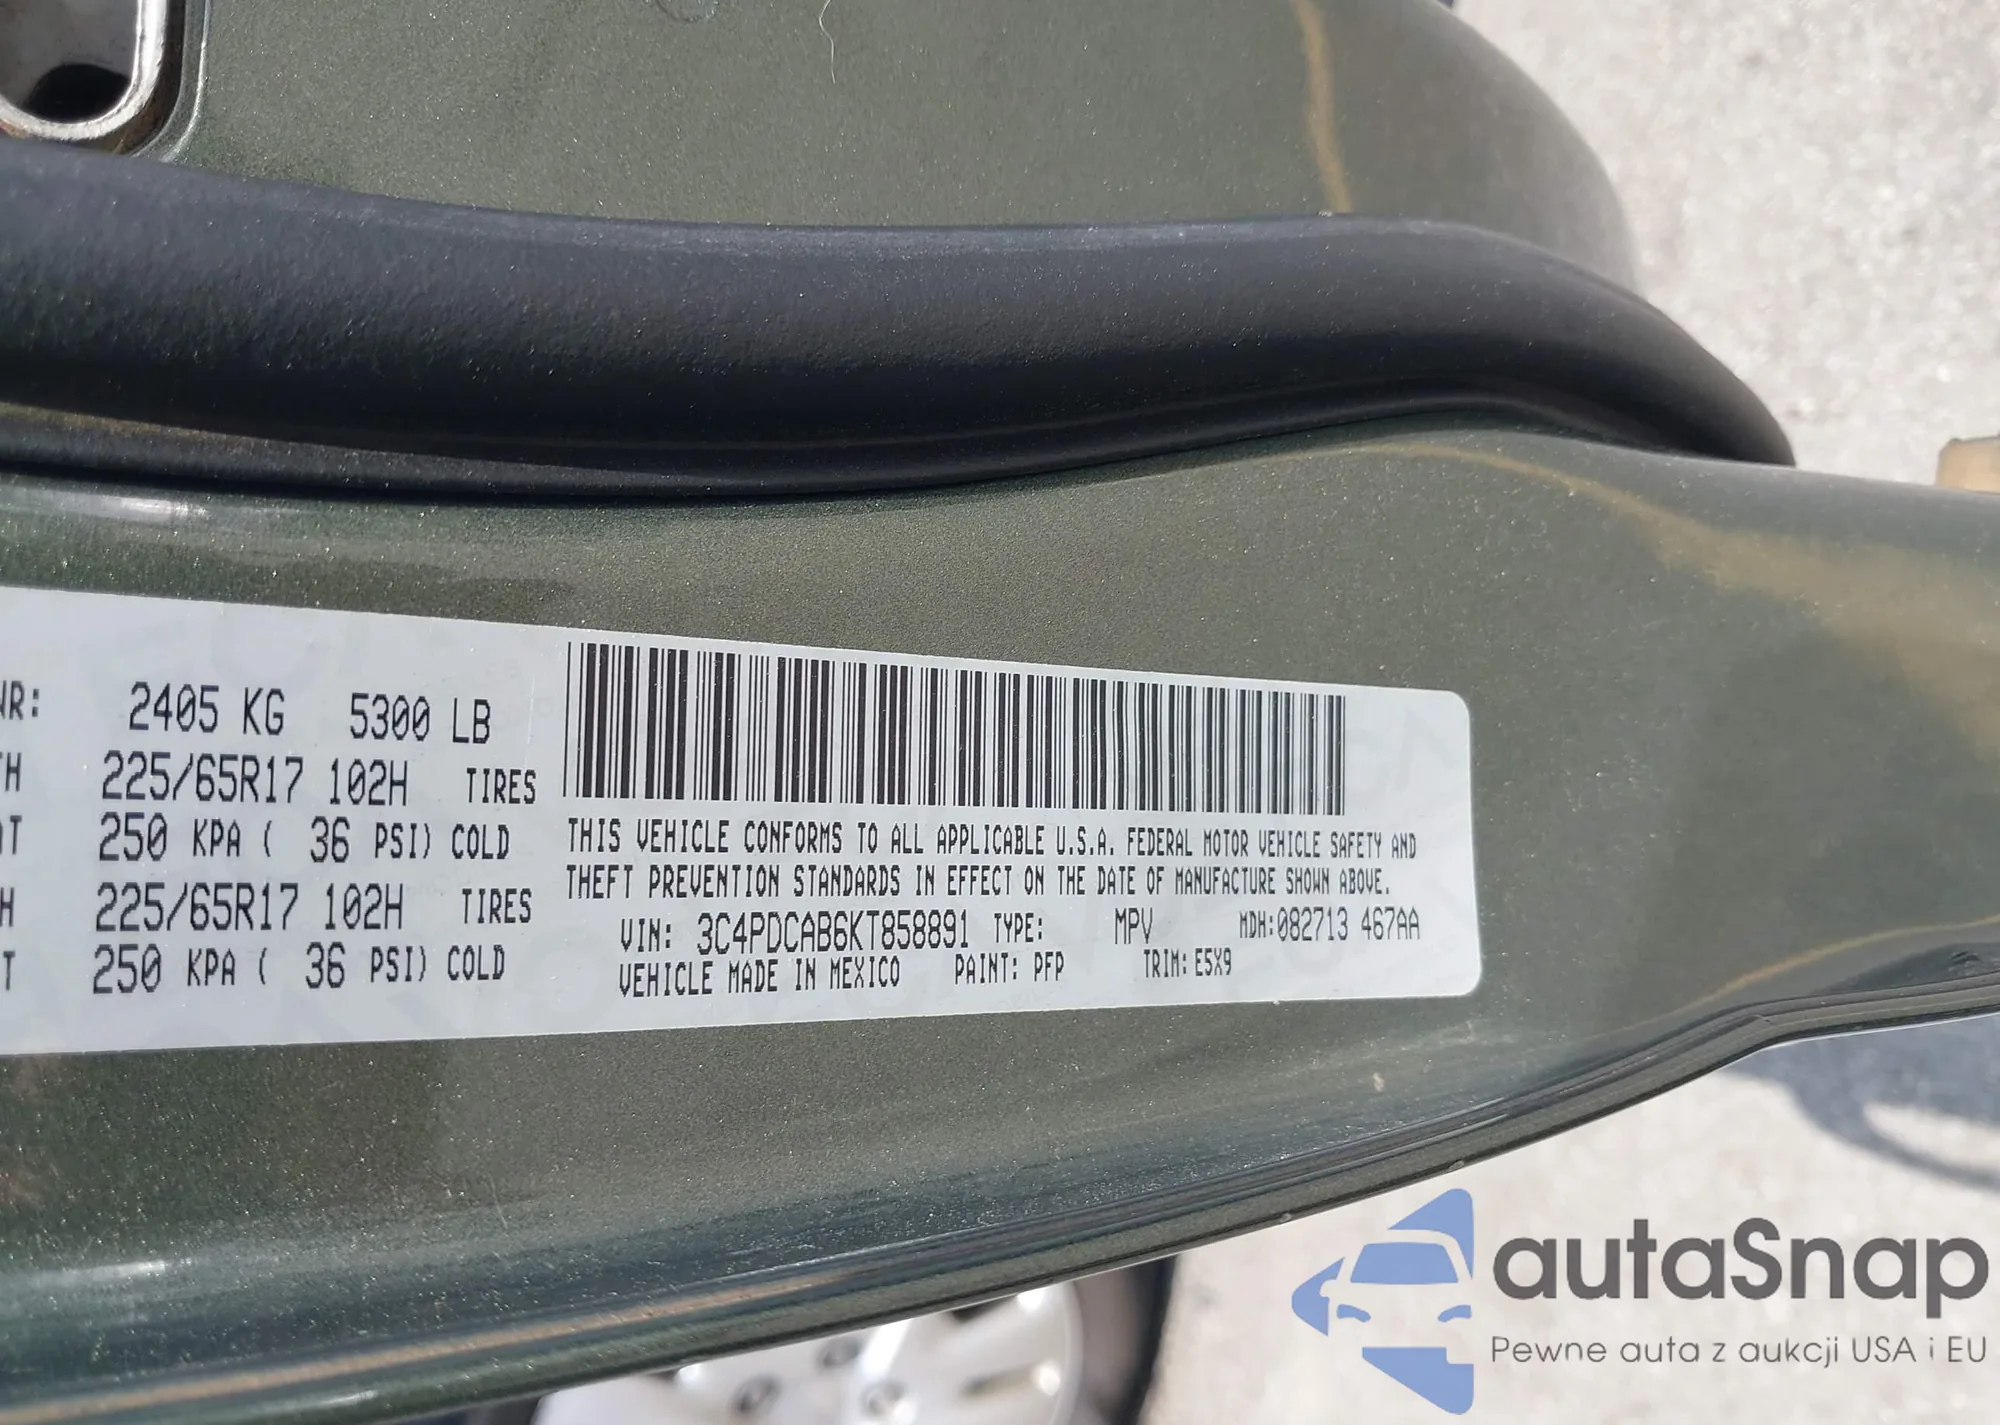 WR: 2405 KG 5300 LB
TH 225/65R17 102H TIRES
AT 250 KPA ( 36 PSI) COLD
H 225/65R17 102H TIRES
T 250 KPA ( 36 PSI) COLD
THIS VEHICLE CONFORMS TO ALL APPLICABLE U.S.A. FEDERAL MOTOR VEHICLE SAFETY AND
THEFT PREVENTION STANDARDS IN EFFECT ON THE DATE OF MANUFACTURE SHOWN ABOVE.
VIN: 3C4PDCAB6KT858891 TYPE: MPV MDH:082713 467AA
VEHICLE MADE IN MEXICO PAINT: PFP TRIM: E5X9
autaSnap
Pewne auta z aukcji USA i EU